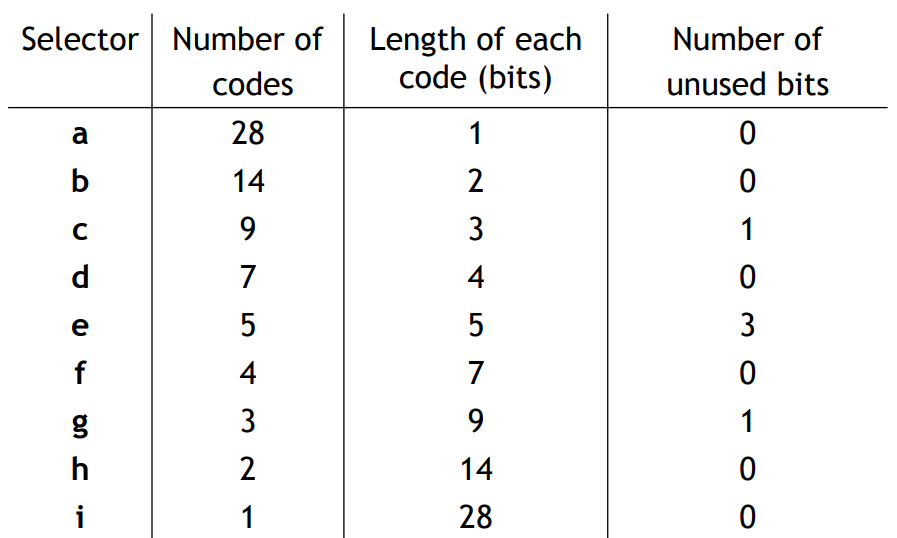 Selector Number of codes Length of each code (bits) Number of unused bits
a 28 1 0
b 14 2 0
c 9 3 1
d 7 4 0
e 5 5 3
f 4 7 0
g 3 9 1
h 2 14 0
i 1 28 0